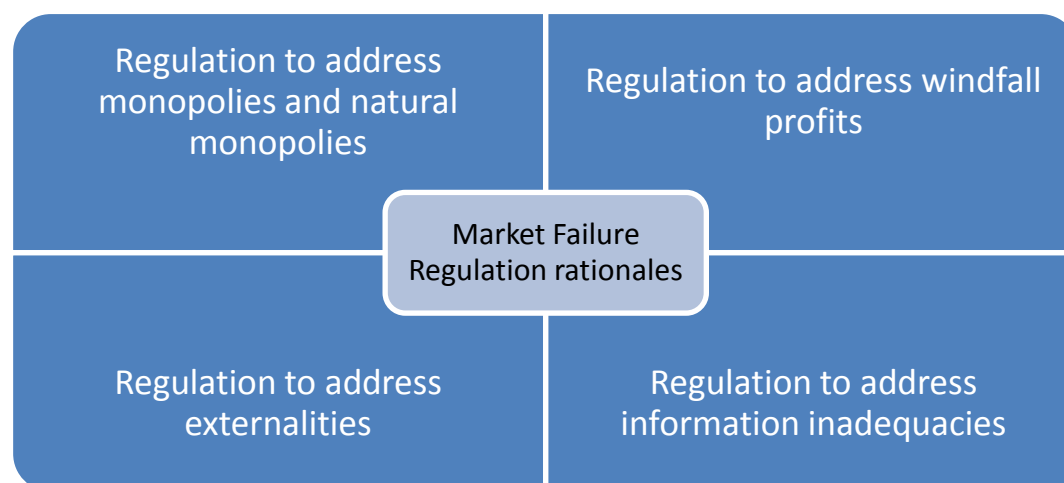 Regulation to address
monopolies and natural
monopolies
Regulation to address windfall
profits
Market Failure
Regulation rationales
Regulation to address
externalities
Regulation to address
information inadequacies